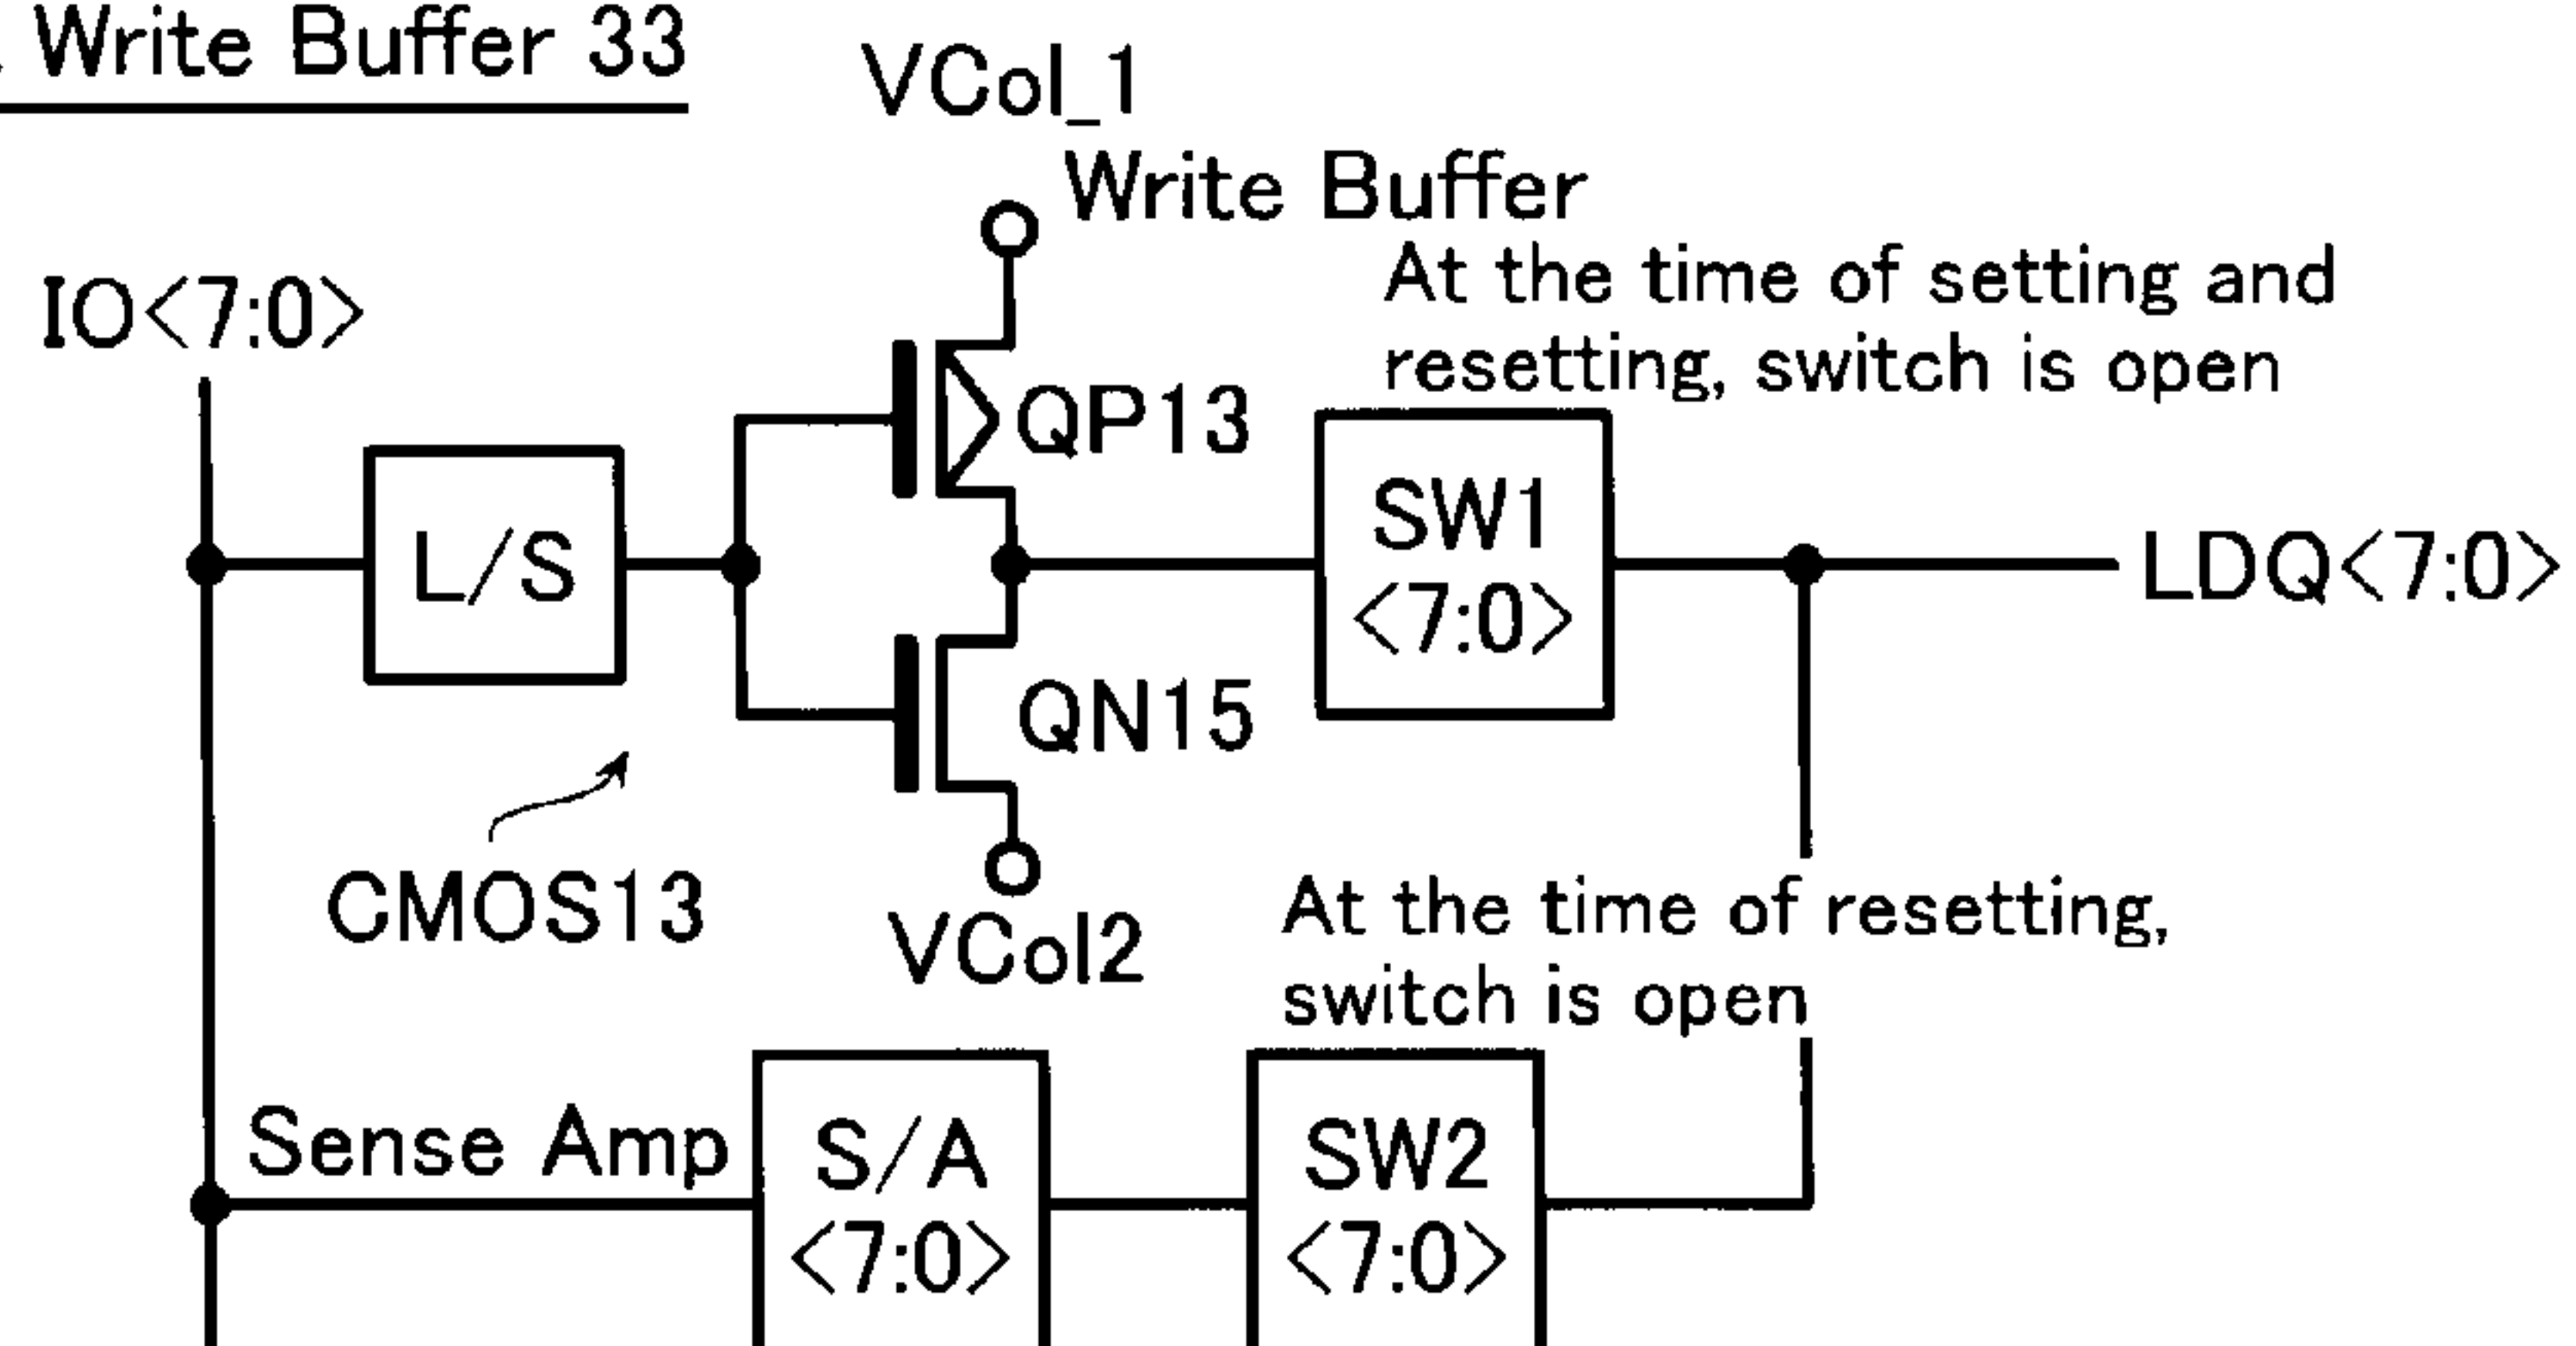 Write Buffer 33
VCol_1
Write Buffer
At the time of setting and
resetting, switch is open
IO<7:0>
QP13
L/S
SW1
<7:0>
LDQ<7:0>
QN15
CMOS13
VCol2
At the time of resetting,
switch is open
Sense Amp
S/A
<7:0>
SW2
<7:0>